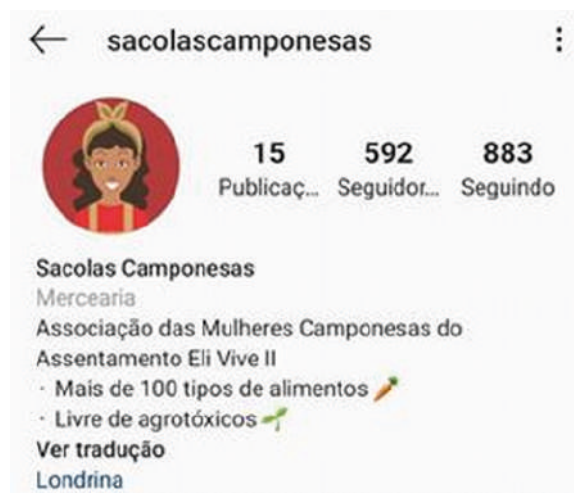 sacolascamponesas
15 592 883
Publicaç... Seguidor... Seguindo
Sacolas Camponesas
Mercearia
Associação das Mulheres Camponesas do
Assentamento Eli Vive II
· Mais de 100 tipos de alimentos 🥕
· Livre de agrotóxicos 🌱
Ver tradução
Londrina